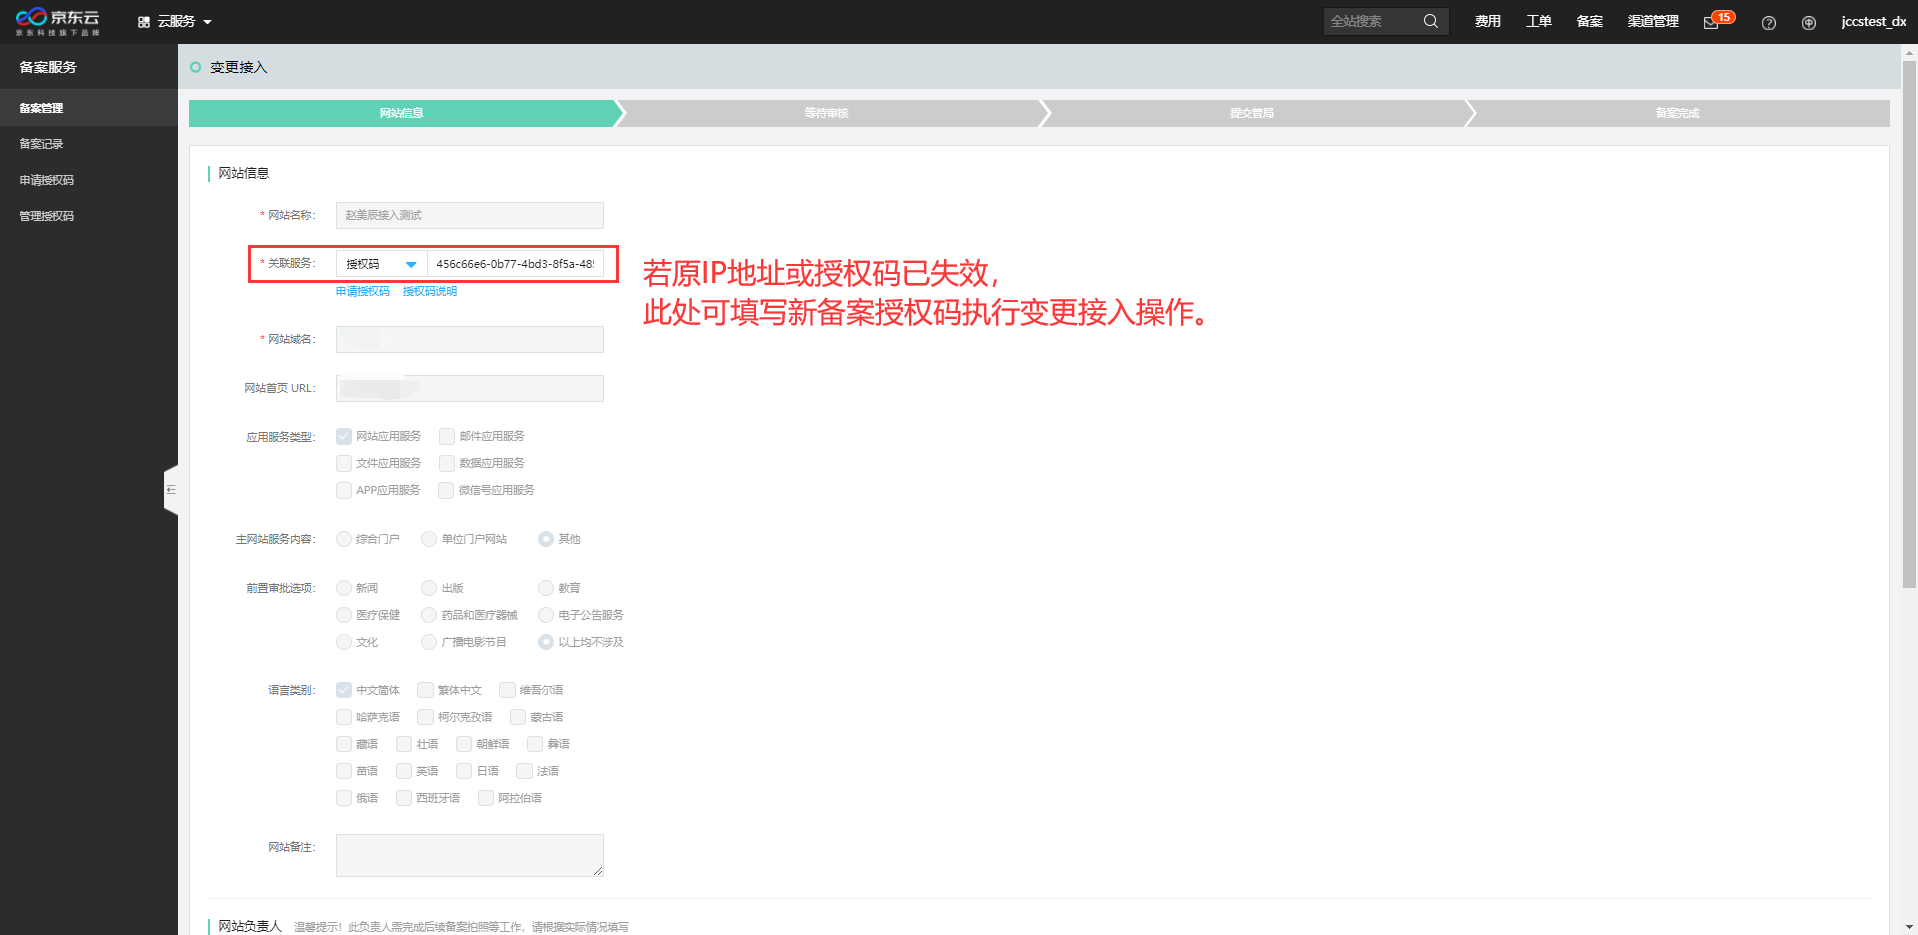 京东云
京东科技旗下品牌
云服务
全站搜索
费用
工单
备案
渠道管理
15
jccstest_dx
备案服务
备案管理
备案记录
申请授权码
管理授权码
变更接入
网站信息
等待审核
提交管局
备案完成
网站信息
* 网站名称: 赵美辰接入测试
* 关联服务: 授权码 456c66e6-0b77-4bd3-8f5a-48
申请授权码 授权码说明
若原IP地址或授权码已失效，
此处可填写新备案授权码执行变更接入操作。
* 网站域名:
网站首页 URL:
应用服务类型: 网站应用服务 邮件应用服务
文件应用服务 数据应用服务
APP应用服务 微信号应用服务
主网站服务内容: 综合门户 单位门户网站 其他
前置审批选项: 新闻 出版 教育
医疗保健 药品和医疗器械 电子公告服务
文化 广播电影节目 以上均不涉及
语言类别: 中文简体 繁体中文 维吾尔语
哈萨克语 柯尔克孜语 蒙古语
藏语 壮语 朝鲜语 彝语
苗语 英语 日语 法语
俄语 西班牙语 阿拉伯语
网站备注:
网站负责人 温馨提示！此负责人需完成后续备案拍照等工作，请根据实际情况填写